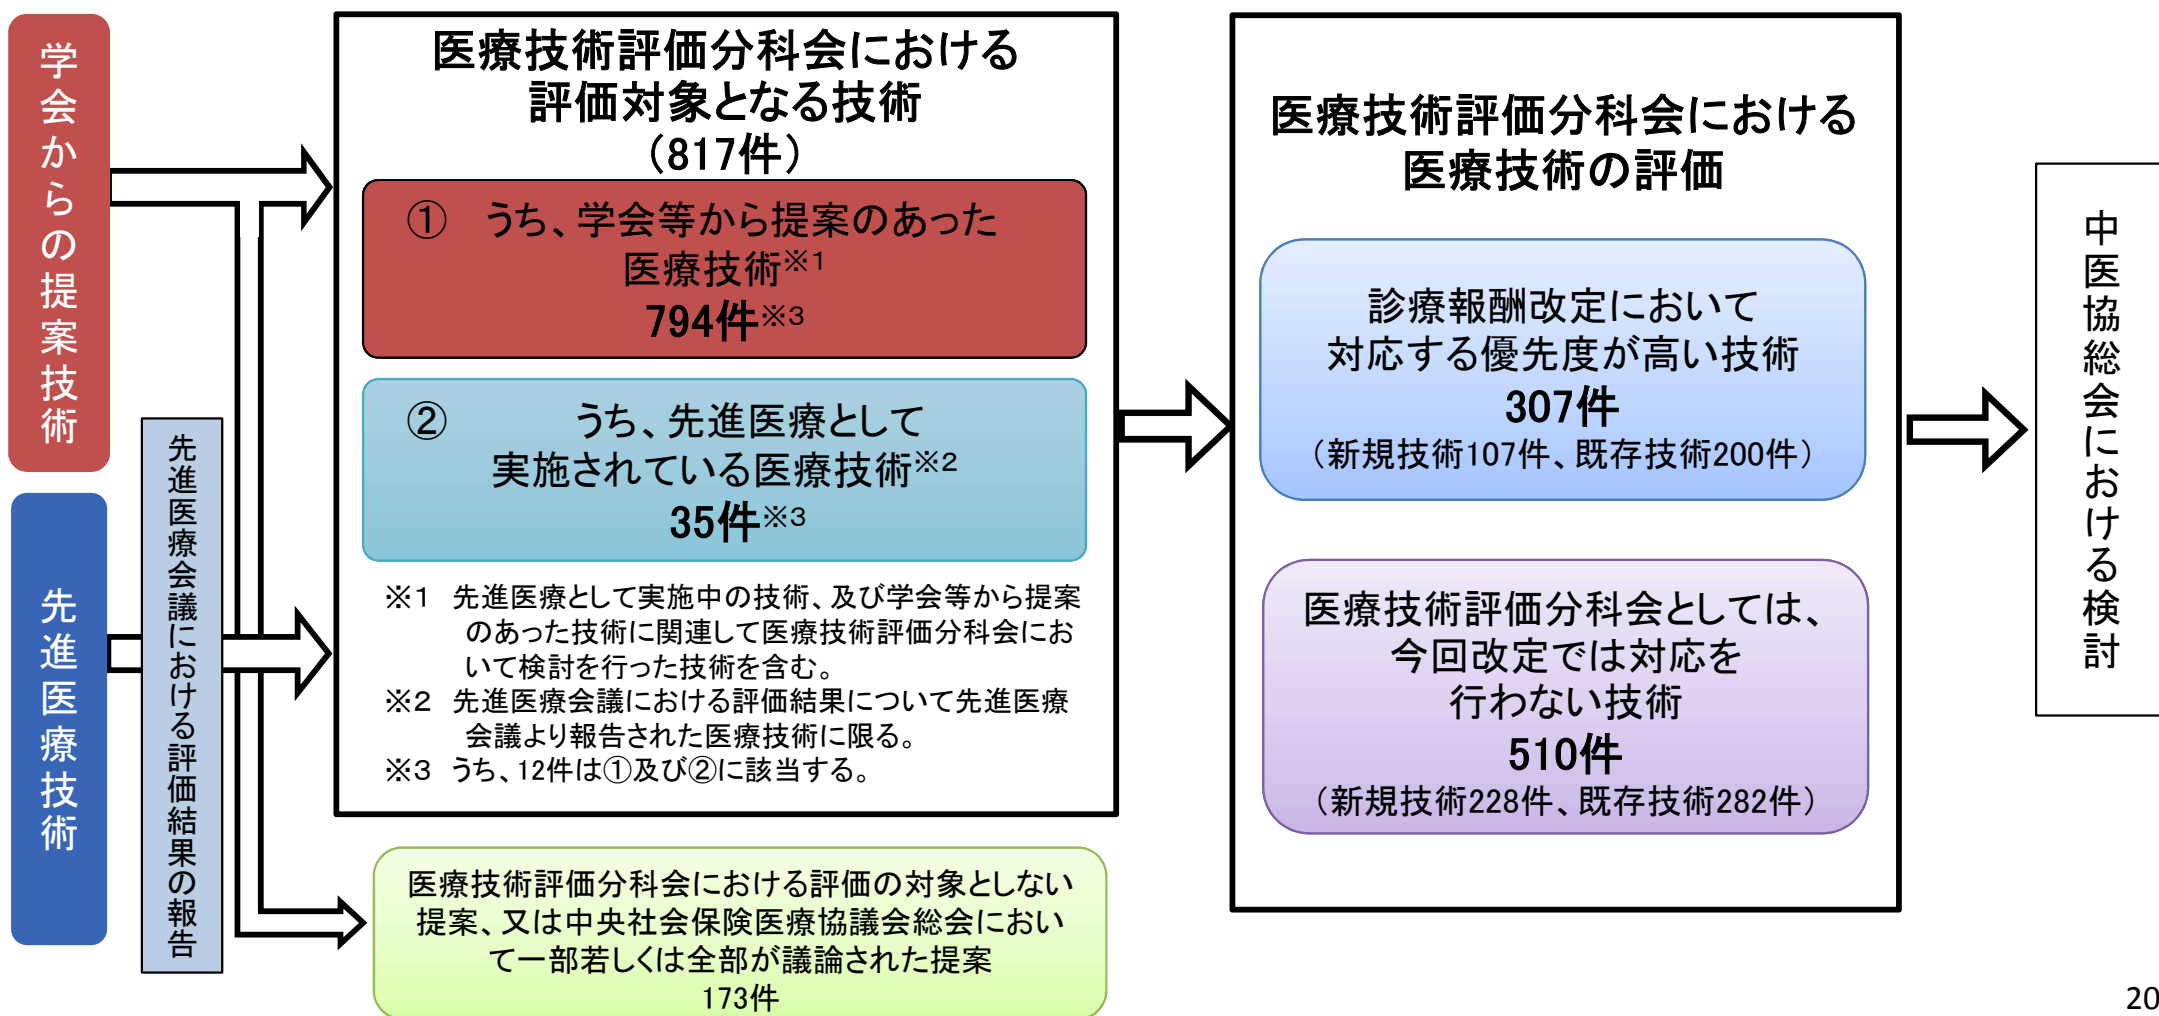 学会からの提案技術
先進医療技術
先進医療会議における評価結果の報告
医療技術評価分科会における
評価対象となる技術
（817件）
① うち、学会等から提案のあった
医療技術※1
794件※3
② うち、先進医療として
実施されている医療技術※2
35件※3
※1 先進医療として実施中の技術、及び学会等から提案
のあった技術に関連して医療技術評価分科会にお
いて検討を行った技術を含む。
※2 先進医療会議における評価結果について先進医療
会議より報告された医療技術に限る。
※3 うち、12件は①及び②に該当する。
医療技術評価分科会における評価の対象としない
提案、又は中央社会保険医療協議会総会におい
て一部若しくは全部が議論された提案
173件
医療技術評価分科会における
医療技術の評価
診療報酬改定において
対応する優先度が高い技術
307件
（新規技術107件、既存技術200件）
医療技術評価分科会としては、
今回改定では対応を
行わない技術
510件
（新規技術228件、既存技術282件）
中医協総会における検討
20